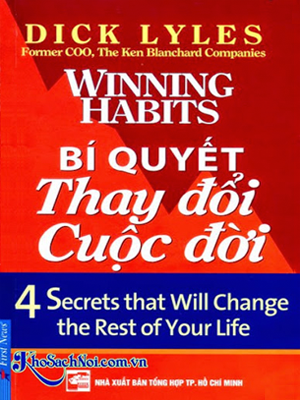 DICK LYLES
Former COO, The Ken Blanchard Companies
WINNING
HABITS
BÍ QUYẾT
Thay đổi
Cuộc đời
4 Secrets that Will Change
the Rest of Your Life
First News
KhoSachNoi.com.vn
NHÀ XUẤT BẢN TỔNG HỢP TP. HỒ CHÍ MINH